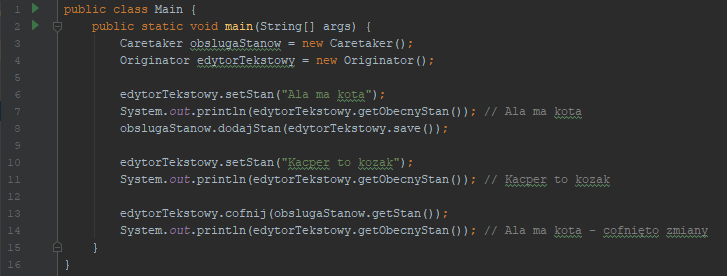 1 public class Main {
2 public static void main(String[] args) {
3 Caretaker obslugaStanow = new Caretaker();
4 Originator edytorTekstowy = new Originator();
5
6 edytorTekstowy.setStan("Ala ma kota");
7 System.out.println(edytorTekstowy.getObecnyStan()); // Ala ma kota
8 obslugaStanow.dodajStan(edytorTekstowy.save());
9
10 edytorTekstowy.setStan("Kacper to kozak");
11 System.out.println(edytorTekstowy.getObecnyStan()); // Kacper to kozak
12
13 edytorTekstowy.cofnij(obslugaStanow.getStan());
14 System.out.println(edytorTekstowy.getObecnyStan()); // Ala ma kota - cofnięto zmiany
15 }
16 }